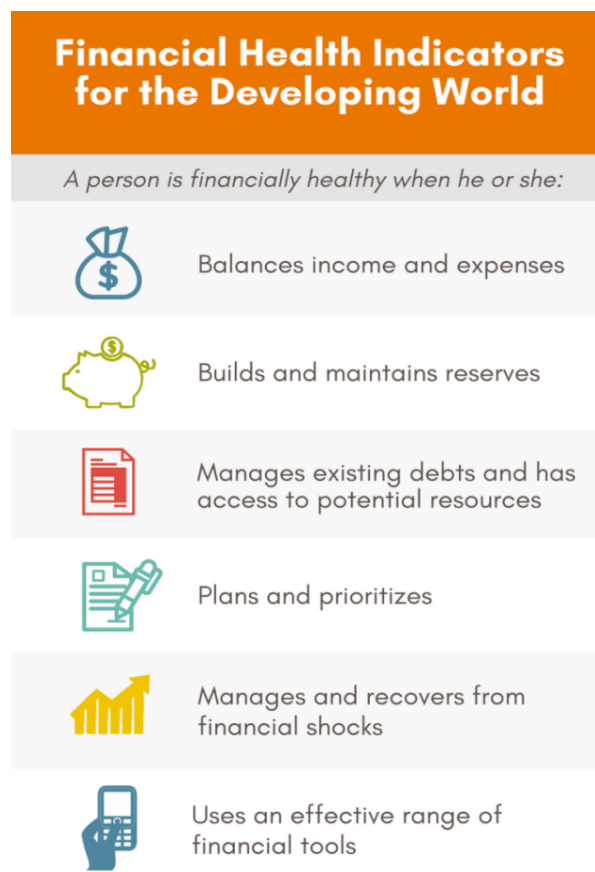 Financial Health Indicators
for the Developing World
A person is financially healthy when he or she:
$
Balances income and expenses
$
Builds and maintains reserves
Manages existing debts and has
access to potential resources
Plans and prioritizes
Manages and recovers from
financial shocks
Uses an effective range of
financial tools